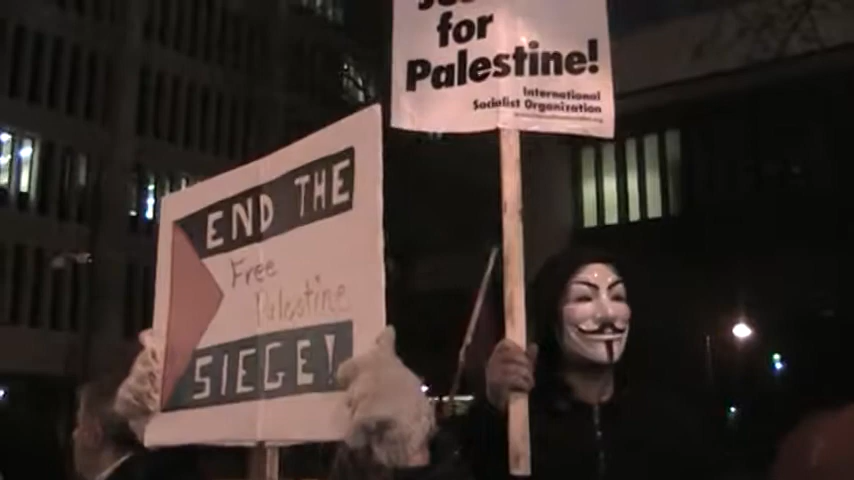 END THE
Free
Palestine
SIEGE!
for
Palestine!
International
Socialist Organization